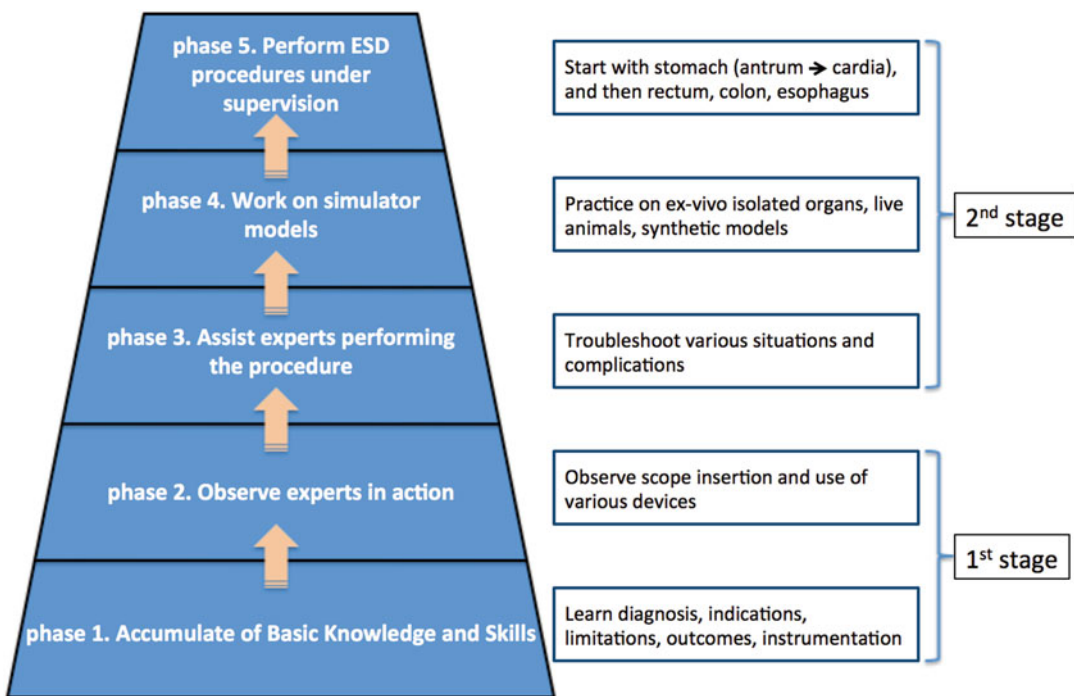 phase 5. Perform ESD
procedures under
supervision
Start with stomach (antrum ➔ cardia),
and then rectum, colon, esophagus
phase 4. Work on simulator
models
Practice on ex-vivo isolated organs, live
animals, synthetic models
2nd stage
phase 3. Assist experts performing
the procedure
Troubleshoot various situations and
complications
phase 2. Observe experts in action
Observe scope insertion and use of
various devices
1st stage
phase 1. Accumulate of Basic Knowledge and Skills
Learn diagnosis, indications,
limitations, outcomes, instrumentation